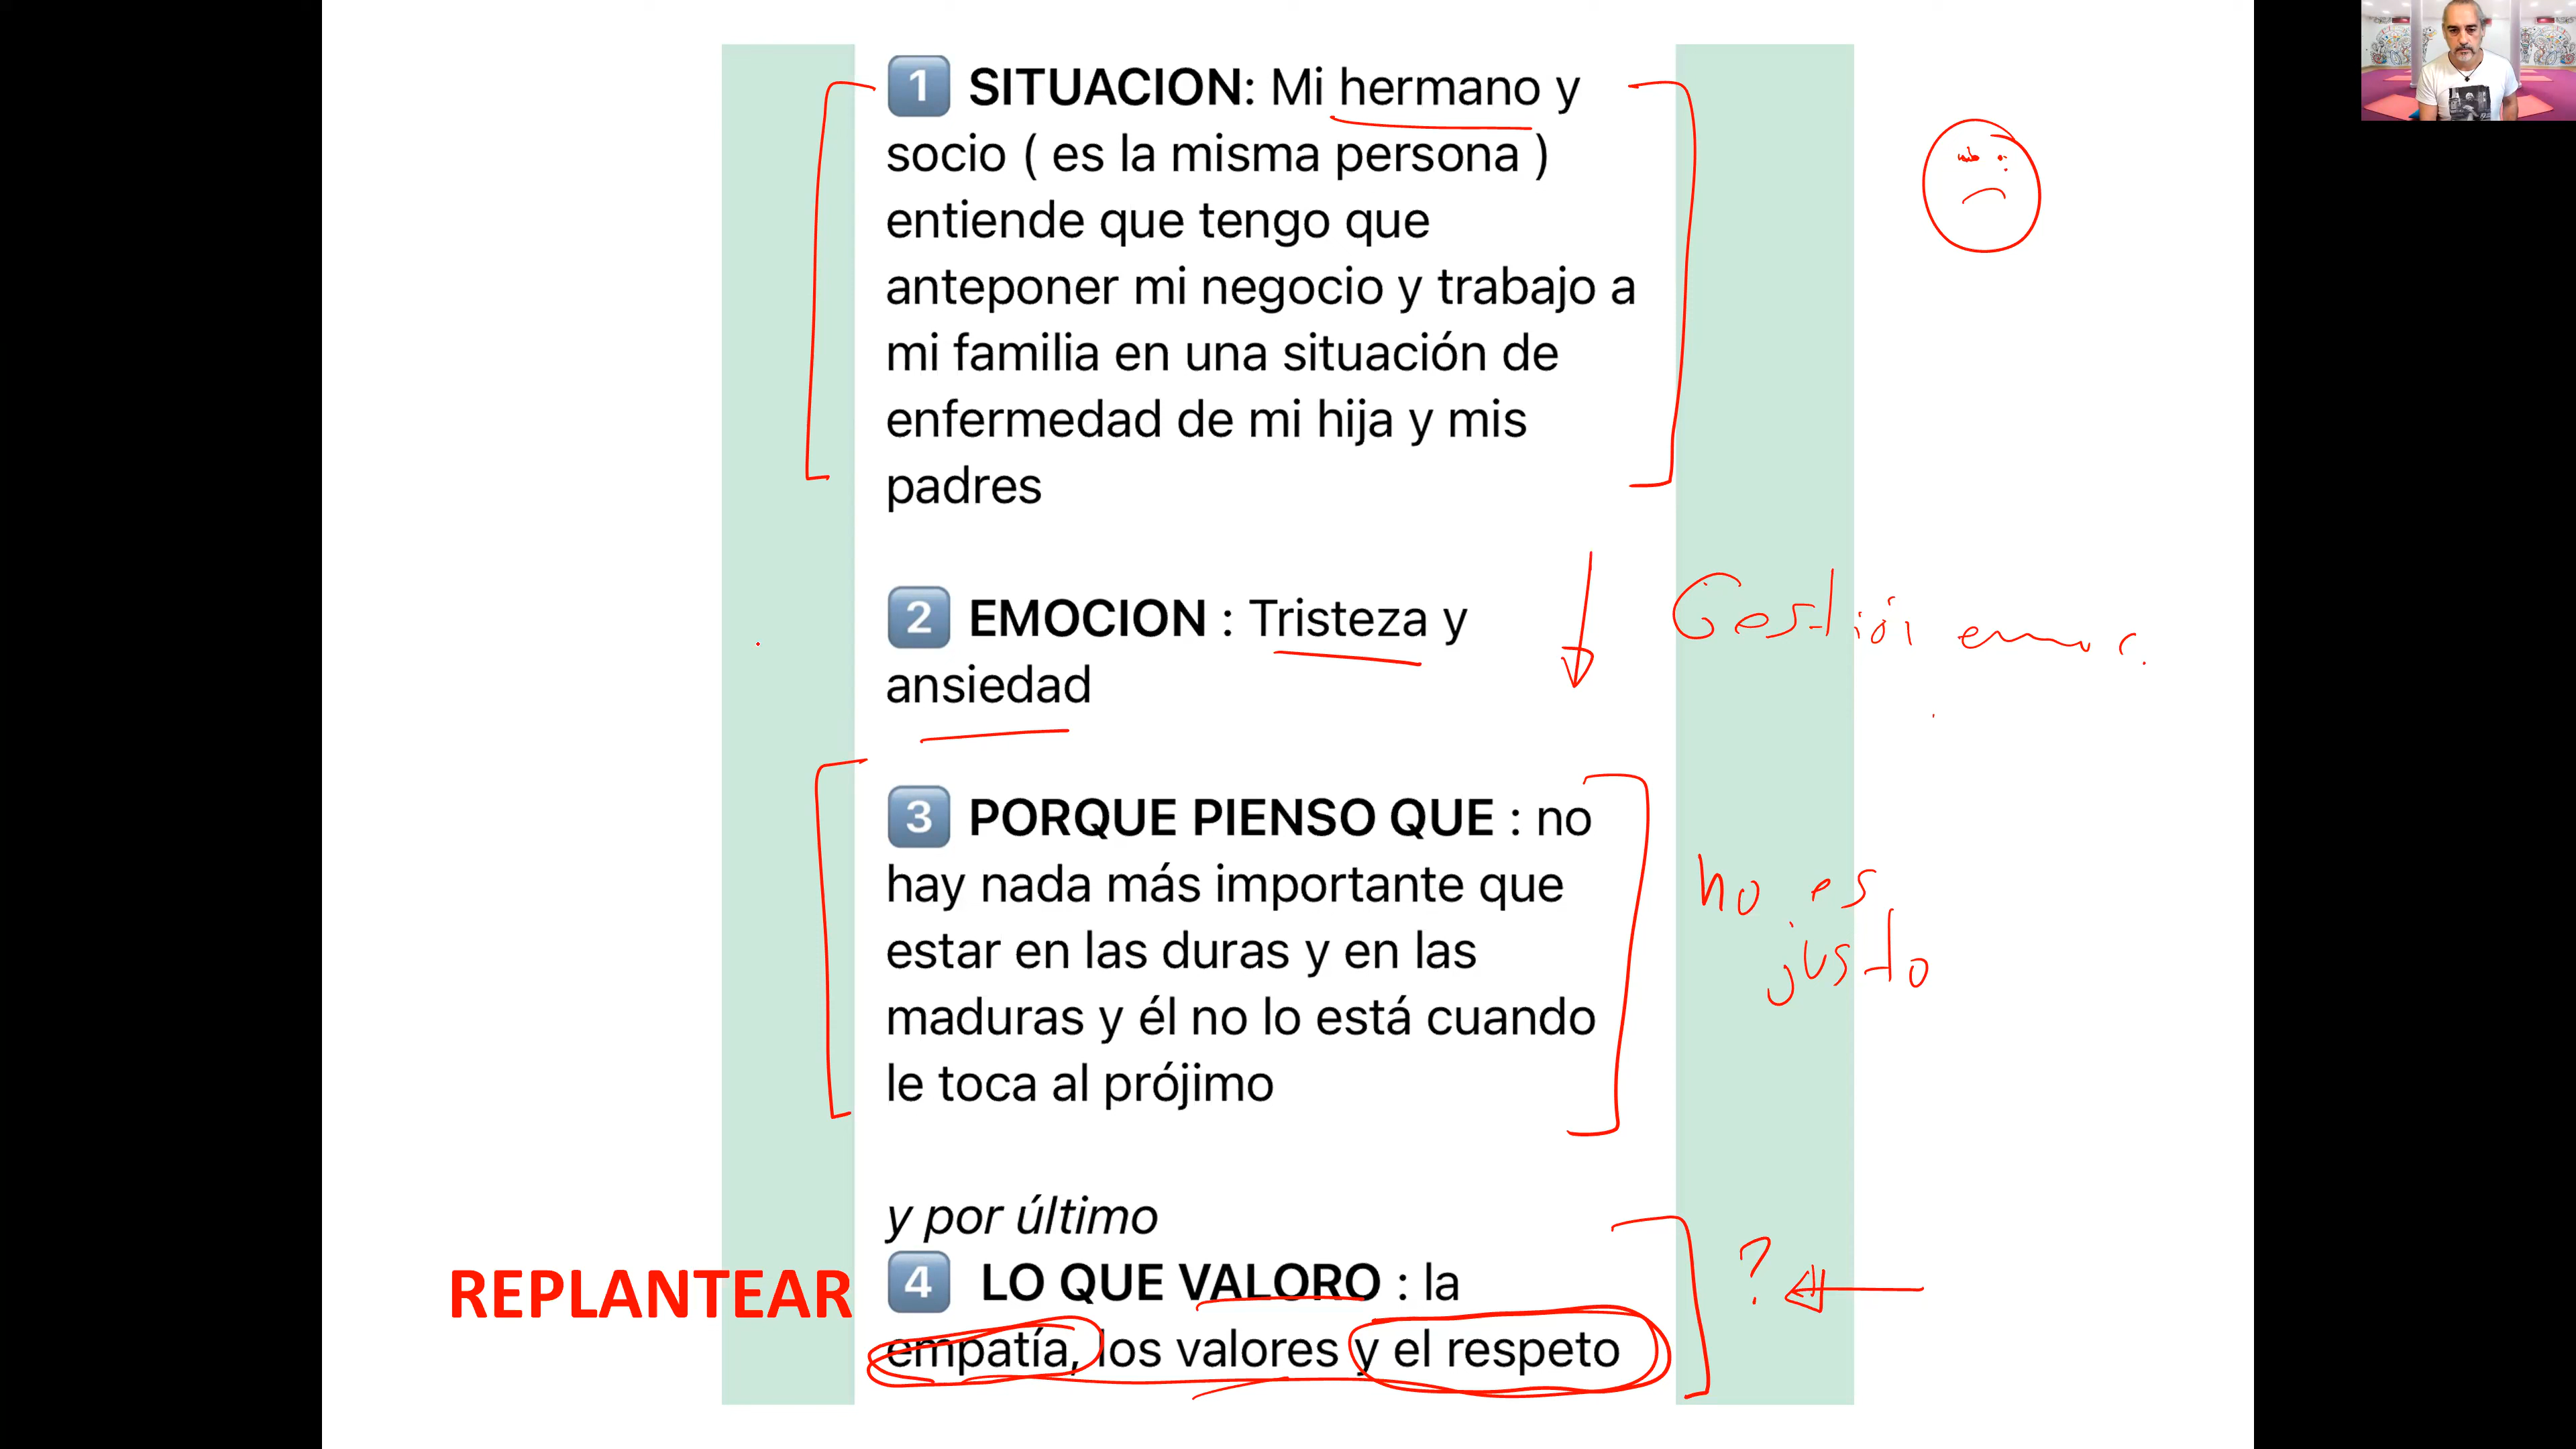 1 SITUACION: Mi hermano y
socio ( es la misma persona )
entiende que tengo que
anteponer mi negocio y trabajo a
mi familia en una situación de
enfermedad de mi hija y mis
padres
2 EMOCION : Tristeza y
ansiedad
Gestión emoc.
3 PORQUE PIENSO QUE : no
hay nada más importante que
estar en las duras y en las
maduras y él no lo está cuando
le toca al prójimo
no es
justo
y por último
REPLANTEAR
4 LO QUE VALORO : la
empatía, los valores y el respeto
?